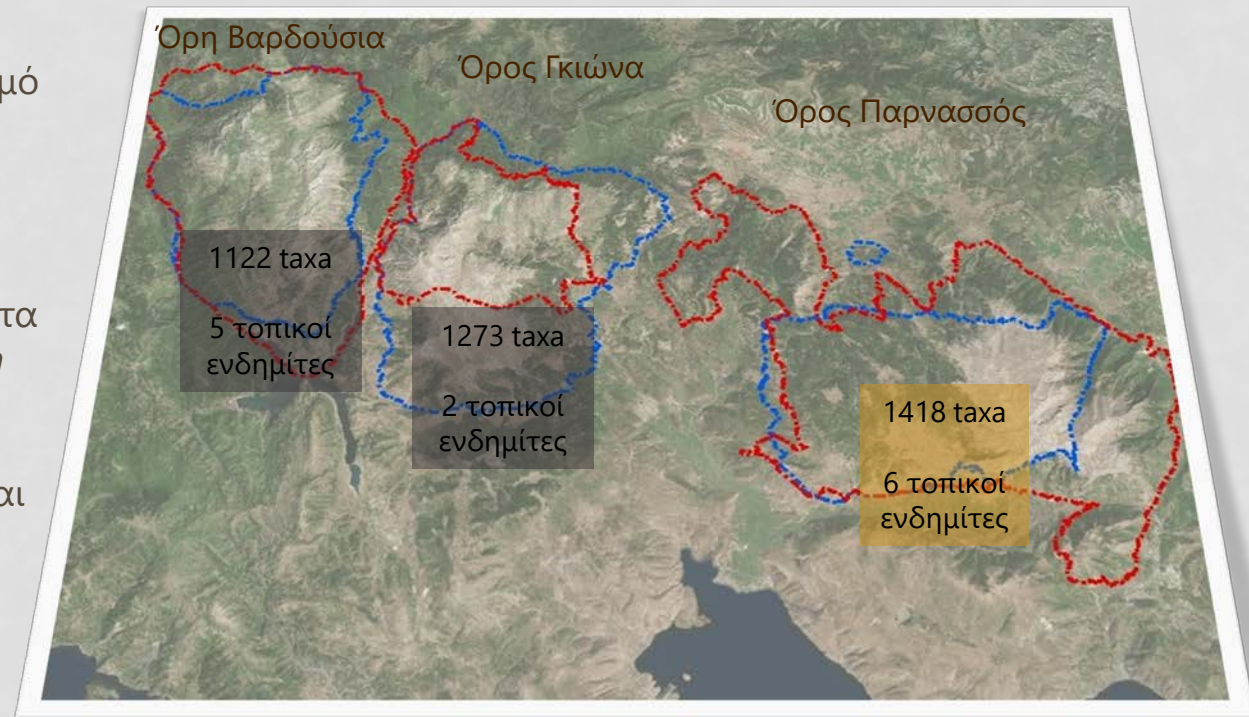 Όρη Βαρδούσια
Όρος Γκιώνα
Όρος Παρνασσός
1122 taxa
5 τοπικοί
ενδημίτες
1273 taxa
2 τοπικοί
ενδημίτες
1418 taxa
6 τοπικοί
ενδημίτες